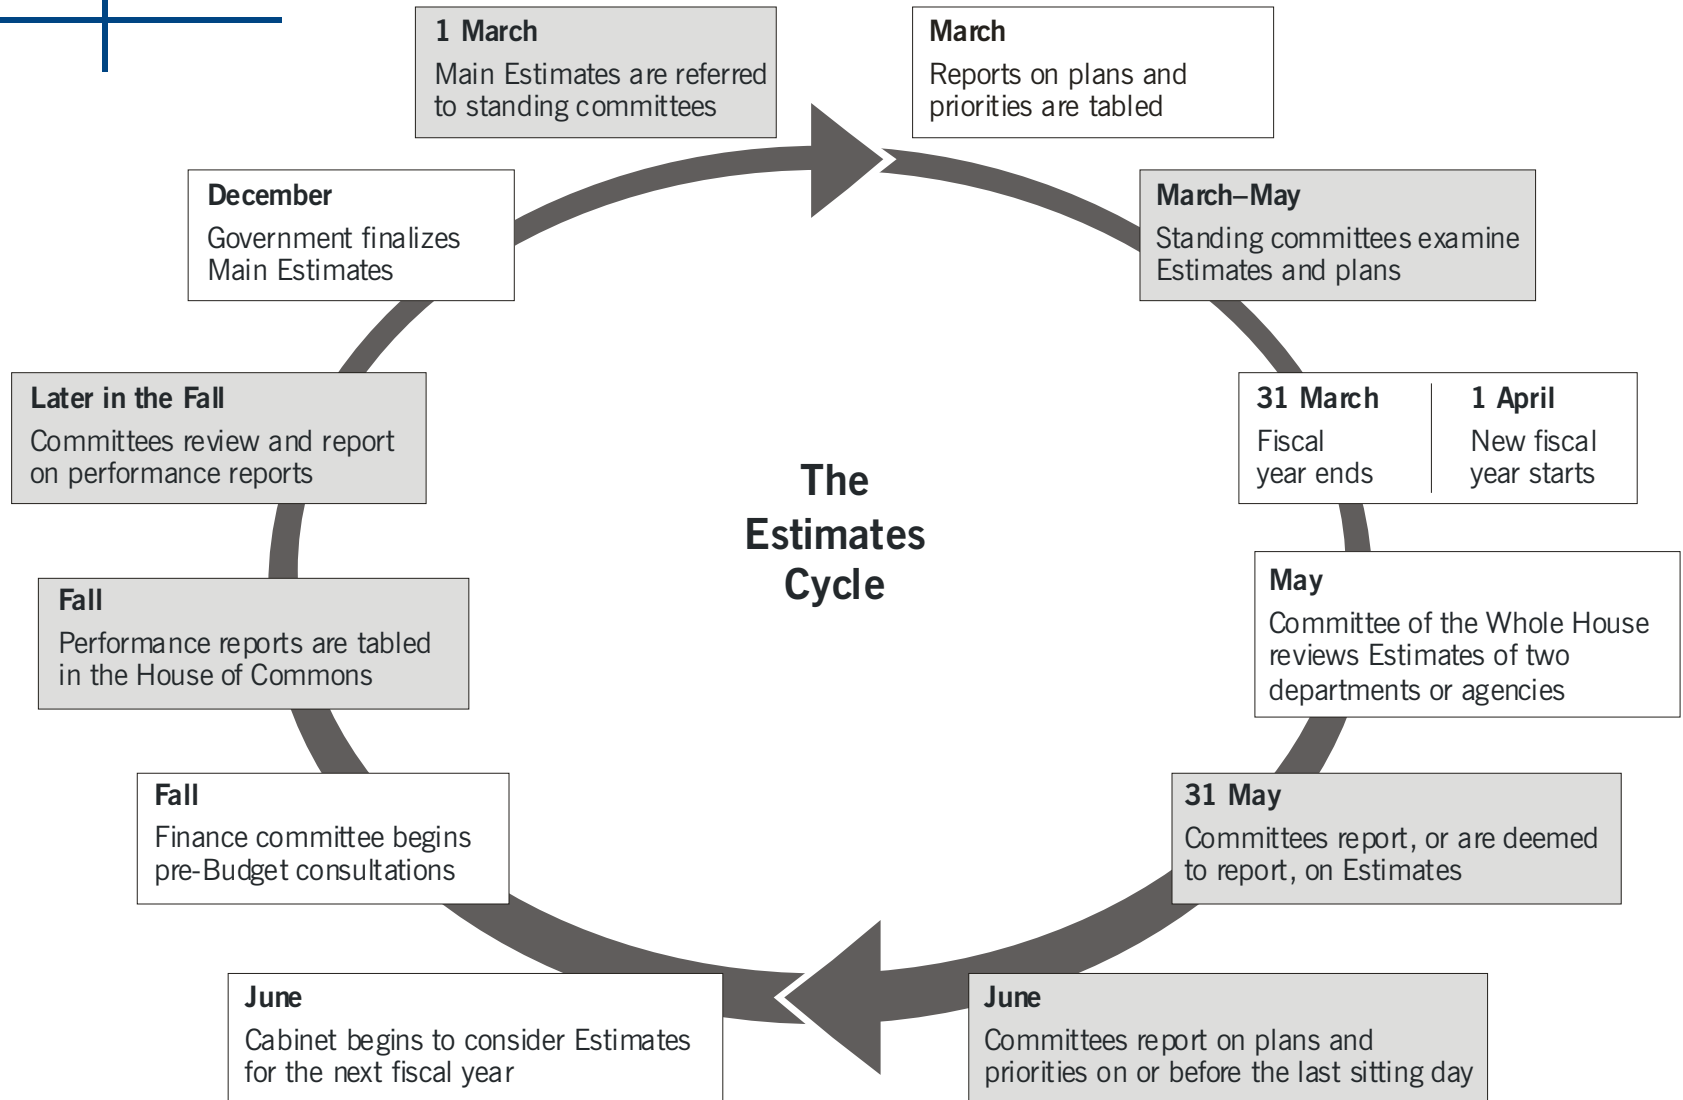 1 March
Main Estimates are referred
to standing committees
March
Reports on plans and
priorities are tabled
March–May
Standing committees examine
Estimates and plans
31 March
Fiscal
year ends
1 April
New fiscal
year starts
May
Committee of the Whole House
reviews Estimates of two
departments or agencies
31 May
Committees report, or are deemed
to report, on Estimates
June
Committees report on plans and
priorities on or before the last sitting day
June
Cabinet begins to consider Estimates
for the next fiscal year
Fall
Finance committee begins
pre-Budget consultations
Fall
Performance reports are tabled
in the House of Commons
Later in the Fall
Committees review and report
on performance reports
December
Government finalizes
Main Estimates
The
Estimates
Cycle